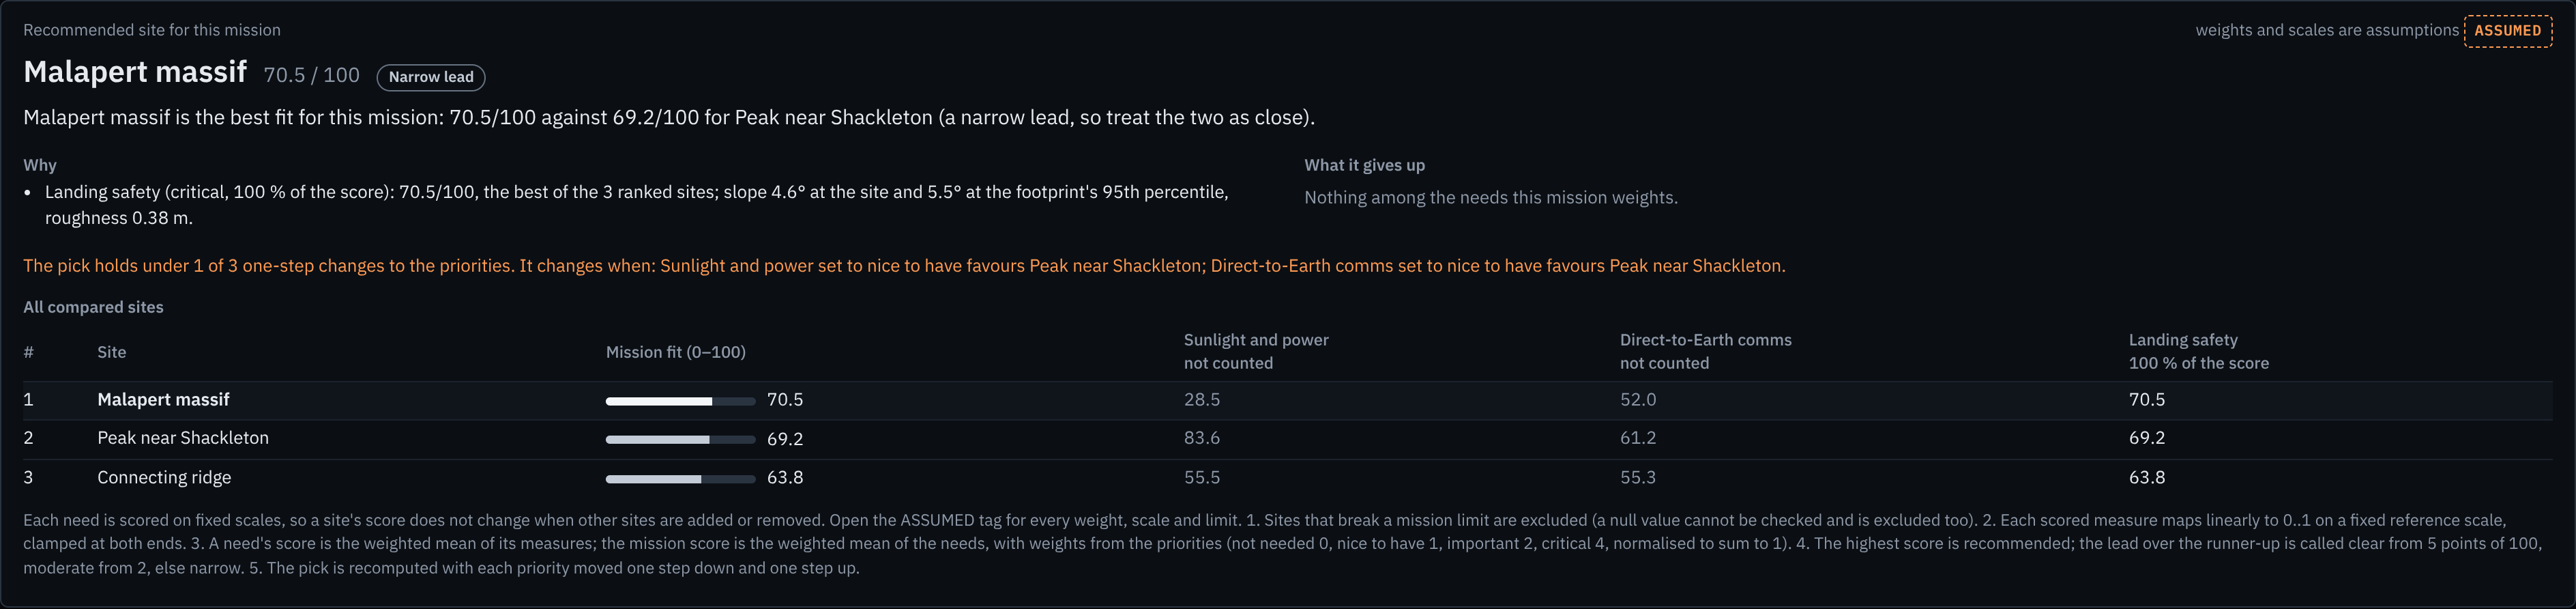 Recommended site for this mission
weights and scales are assumptions ASSUMED
Malapert massif 70.5 / 100 Narrow lead
Malapert massif is the best fit for this mission: 70.5/100 against 69.2/100 for Peak near Shackleton (a narrow lead, so treat the two as close).
Why
• Landing safety (critical, 100 % of the score): 70.5/100, the best of the 3 ranked sites; slope 4.6° at the site and 5.5° at the footprint's 95th percentile,
roughness 0.38 m.
What it gives up
Nothing among the needs this mission weights.
The pick holds under 1 of 3 one-step changes to the priorities. It changes when: Sunlight and power set to nice to have favours Peak near Shackleton; Direct-to-Earth comms set to nice to have favours Peak near Shackleton.
All compared sites
# Site Mission fit (0–100) Sunlight and power Direct-to-Earth comms Landing safety
not counted not counted 100 % of the score
1 Malapert massif 70.5 28.5 52.0 70.5
2 Peak near Shackleton 69.2 83.6 61.2 69.2
3 Connecting ridge 63.8 55.5 55.3 63.8
Each need is scored on fixed scales, so a site's score does not change when other sites are added or removed. Open the ASSUMED tag for every weight, scale and limit. 1. Sites that break a mission limit are excluded (a null value cannot be checked and is excluded too). 2. Each scored measure maps linearly to 0..1 on a fixed reference scale,
clamped at both ends. 3. A need's score is the weighted mean of its measures; the mission score is the weighted mean of the needs, with weights from the priorities (not needed 0, nice to have 1, important 2, critical 4, normalised to sum to 1). 4. The highest score is recommended; the lead over the runner-up is called clear from 5 points of 100,
moderate from 2, else narrow. 5. The pick is recomputed with each priority moved one step down and one step up.